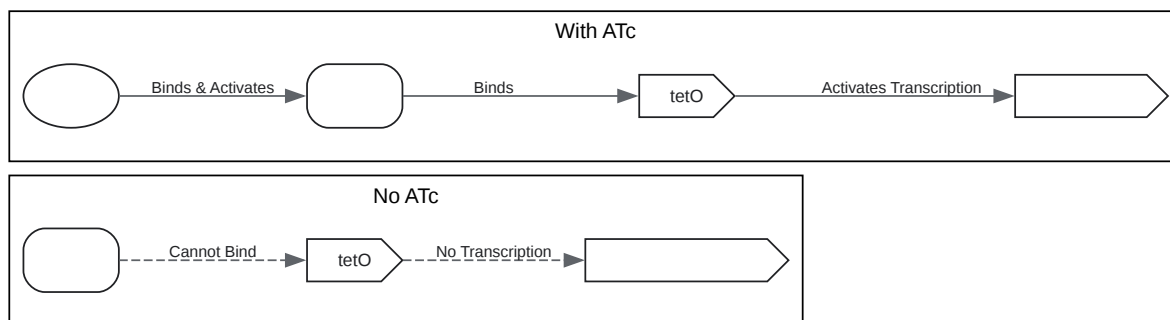 With ATc
Binds & Activates
Binds
tetO
Activates Transcription
No ATc
Cannot Bind
tetO
No Transcription